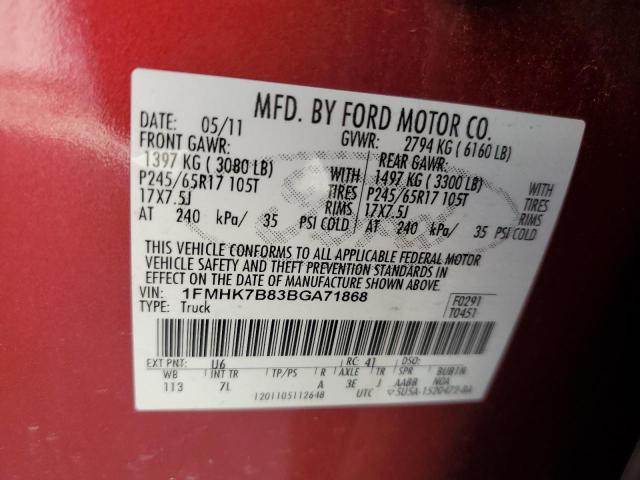 MFD. BY FORD MOTOR CO.
DATE: 05/11 GVWR: 2794 KG ( 6160 LB)
FRONT GAWR: REAR GAWR:
1397 KG ( 3080 LB) WITH 1497 KG ( 3300 LB) WITH
P245/65R17 105T TIRES P245/65R17 105T TIRES
17X7.5J RIMS 17X7.5J RIMS
AT 240 kPa/ 35 PSI COLD AT 240 kPa/ 35 PSI COLD
THIS VEHICLE CONFORMS TO ALL APPLICABLE FEDERAL MOTOR
VEHICLE SAFETY AND THEFT PREVENTION STANDARDS IN
EFFECT ON THE DATE OF MANUFACTURE SHOWN ABOVE.
VIN: 1FMHK7B83BGA71868 F0291
TYPE: Truck T0451
EXT PNT: U6 RC: 41 DSO:
WB INT TR TP/PS R AXLE TR SPR BUBIN
113 7L A 3E J AABB NOA
1201105112648 UTC